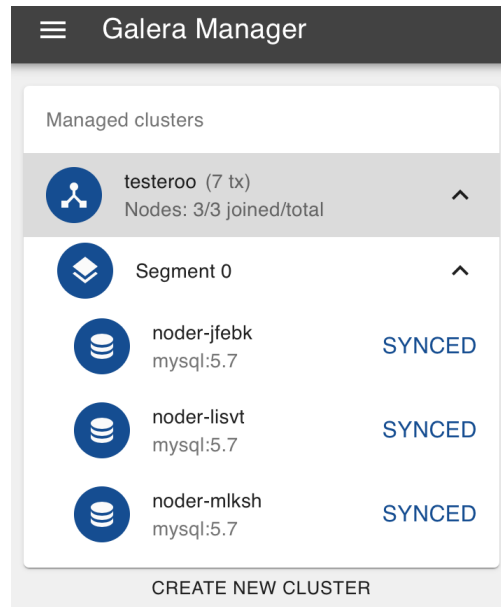 Galera Manager
Managed clusters
testeroo (7 tx)
Nodes: 3/3 joined/total
Segment 0
noder-jfebk
mysql:5.7
SYNCED
noder-lisvt
mysql:5.7
SYNCED
noder-mlksh
mysql:5.7
SYNCED
CREATE NEW CLUSTER